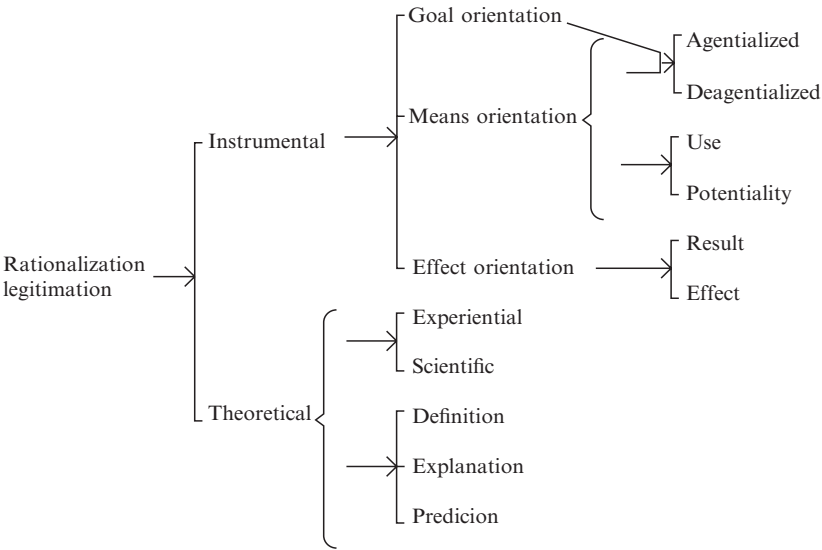 Goal orientation
Agentialized
Deagentialized
Means orientation
Use
Instrumental
Potentiality
Result
Rationalization
legitimation
Effect orientation
Effect
Experiential
Scientific
Theoretical
Definition
Explanation
Predicion